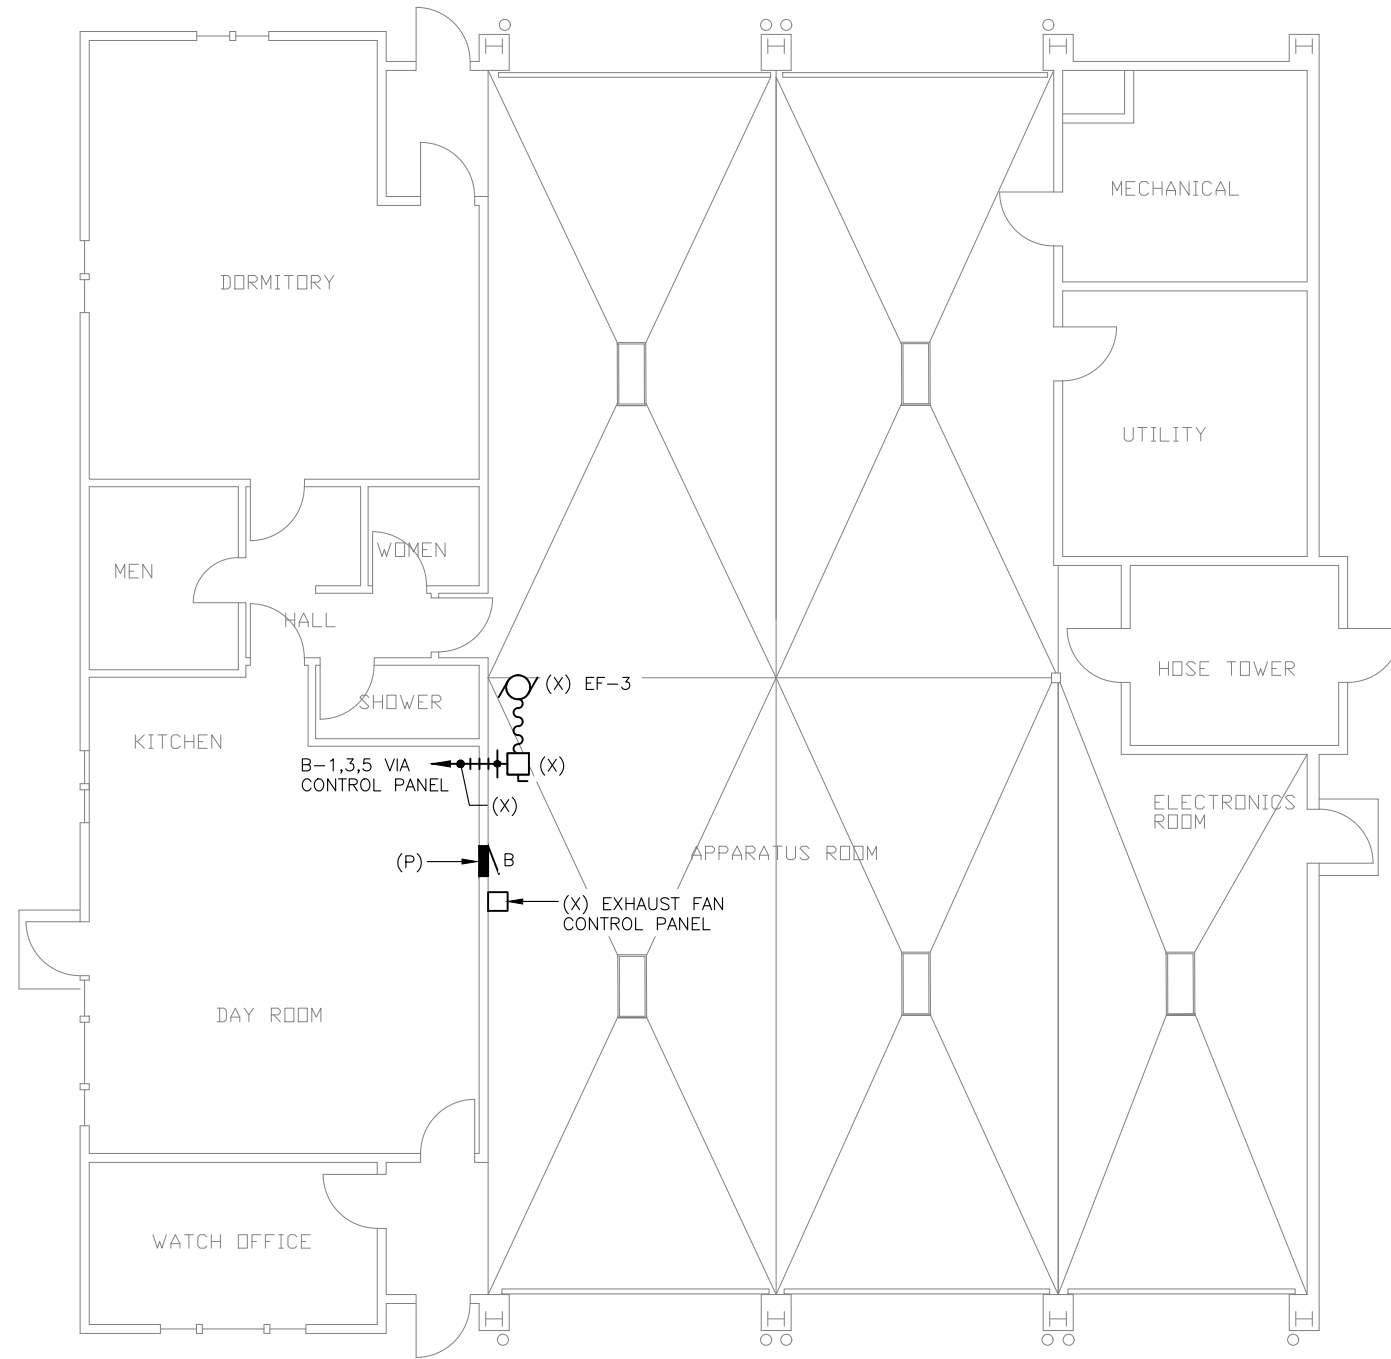 MECHANICAL
DORMITORY
UTILITY
WOMEN
MEN
HALL
HOSE TOWER
(X) EF-3
SHOWER
KITCHEN
B-1,3,5 VIA
CONTROL PANEL
(X)
(X)
ELECTRONICS
ROOM
APPARATUS ROOM
(P)
B
(X) EXHAUST FAN
CONTROL PANEL
DAY ROOM
WATCH OFFICE